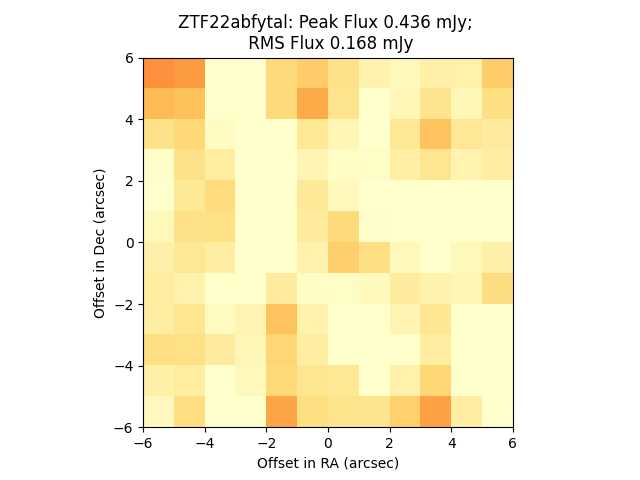 ZTF22abfytal: Peak Flux 0.436 mJy;
RMS Flux 0.168 mJy
6
4
2
0
−2
−4
−6
Offset in Dec (arcsec)
−6 −4 −2 0 2 4 6
Offset in RA (arcsec)